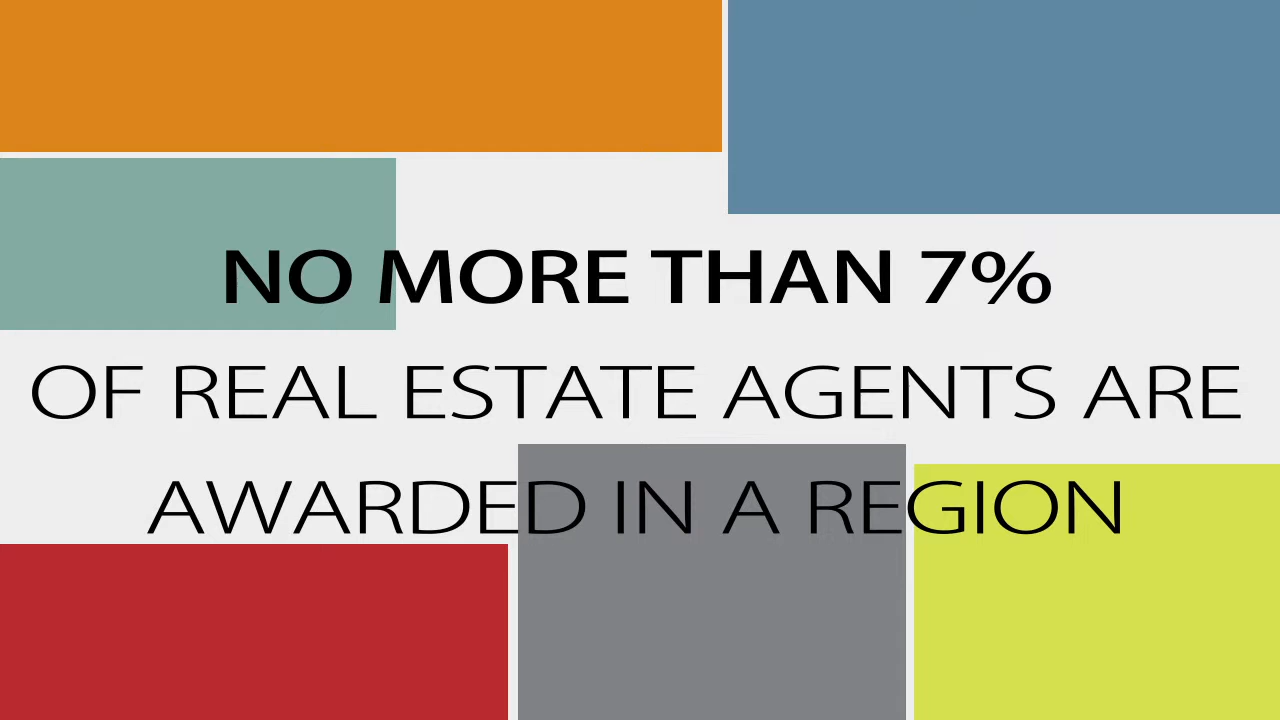 NO MORE THAN 7%
OF REAL ESTATE AGENTS ARE
AWARDED IN A REGION